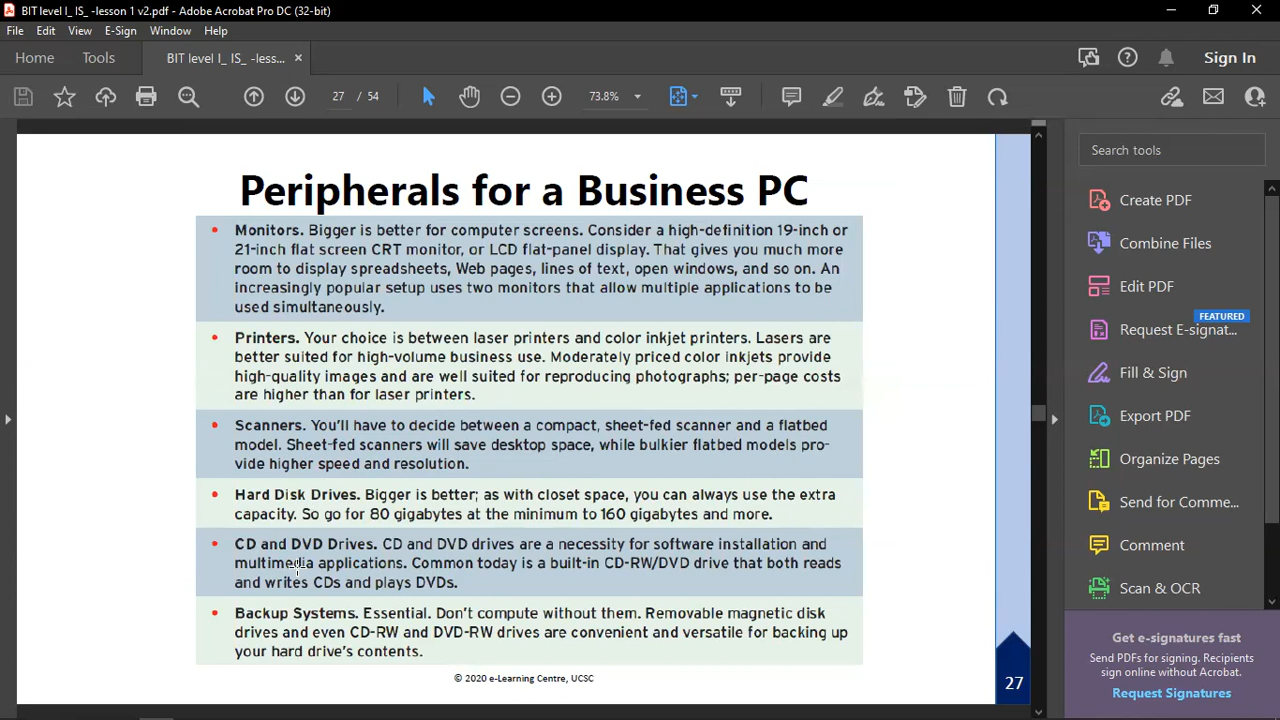 BIT level I_ IS_ -lesson 1 v2.pdf - Adobe Acrobat Pro DC (32-bit)
File Edit View E-Sign Window Help
Home Tools BIT level I_ IS_ -less... Sign In
27 / 54 73.8%
Search tools
Peripherals for a Business PC
• Monitors. Bigger is better for computer screens. Consider a high-definition 19-inch or
21-inch flat screen CRT monitor, or LCD flat-panel display. That gives you much more
room to display spreadsheets, Web pages, lines of text, open windows, and so on. An
increasingly popular setup uses two monitors that allow multiple applications to be
used simultaneously.
• Printers. Your choice is between laser printers and color inkjet printers. Lasers are
better suited for high-volume business use. Moderately priced color inkjets provide
high-quality images and are well suited for reproducing photographs; per-page costs
are higher than for laser printers.
• Scanners. You'll have to decide between a compact, sheet-fed scanner and a flatbed
model. Sheet-fed scanners will save desktop space, while bulkier flatbed models pro-
vide higher speed and resolution.
• Hard Disk Drives. Bigger is better; as with closet space, you can always use the extra
capacity. So go for 80 gigabytes at the minimum to 160 gigabytes and more.
• CD and DVD Drives. CD and DVD drives are a necessity for software installation and
multimedia applications. Common today is a built-in CD-RW/DVD drive that both reads
and writes CDs and plays DVDs.
• Backup Systems. Essential. Don't compute without them. Removable magnetic disk
drives and even CD-RW and DVD-RW drives are convenient and versatile for backing up
your hard drive's contents.
© 2020 e-Learning Centre, UCSC
27
Create PDF
Combine Files
Edit PDF
FEATURED
Request E-signat...
Fill & Sign
Export PDF
Organize Pages
Send for Comme...
Comment
Scan & OCR
Get e-signatures fast
Send PDFs for signing. Recipients
sign online without Acrobat.
Request Signatures